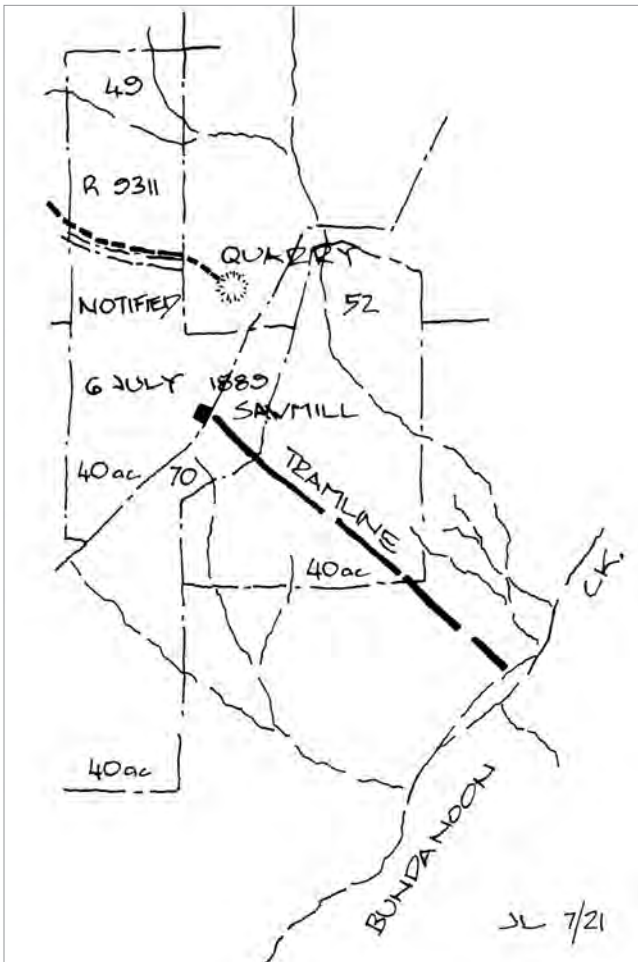 49
R 9311
QUARRY
NOTIFIED
52
6 JULY 1889
SAWMILL
TRAMLINE
40ac
70
40ac
CK.
40ac
BUNDANOON
JL 7/21